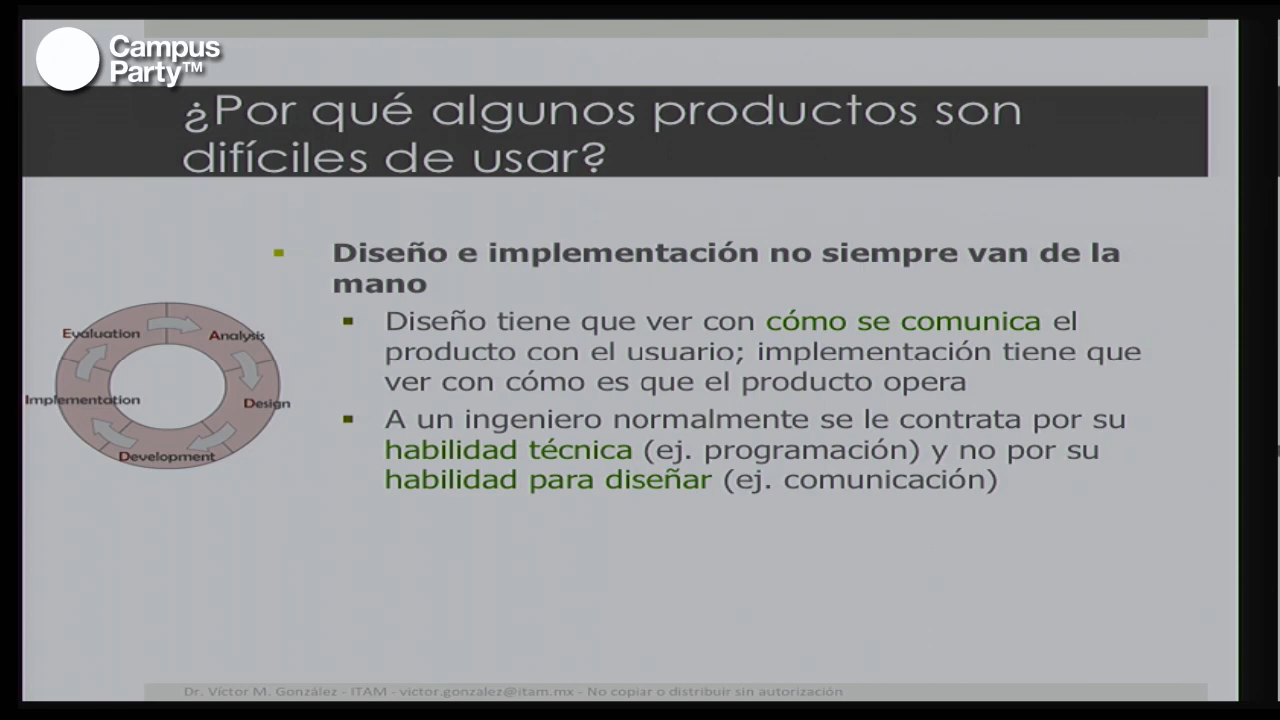 Campus
Party™
¿Por qué algunos productos son
difíciles de usar?
Diseño e implementación no siempre van de la
mano
Diseño tiene que ver con cómo se comunica el
producto con el usuario; implementación tiene que
ver con cómo es que el producto opera
A un ingeniero normalmente se le contrata por su
habilidad técnica (ej. programación) y no por su
habilidad para diseñar (ej. comunicación)
Evaluation
Analysis
Implementation
Design
Development
Dr. Víctor M. González - ITAM - victor.gonzalez@itam.mx - No copiar o distribuir sin autorización